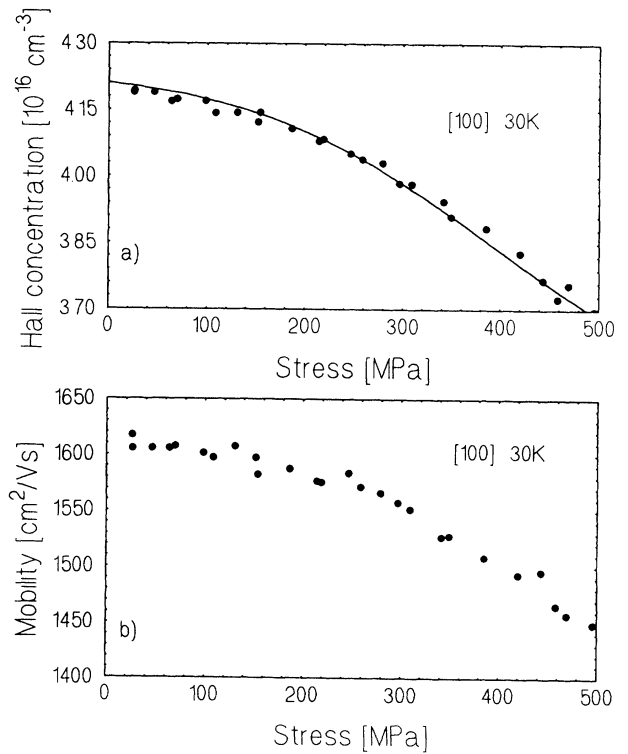 Hall concentration [10^16 cm^-3]
4.30
4.15
4.00
3.85
3.70
[100] 30K
a)
0 100 200 300 400 500
Stress [MPa]
Mobility [cm²/Vs]
1650
1600
1550
1500
1450
1400
[100] 30K
b)
0 100 200 300 400 500
Stress [MPa]